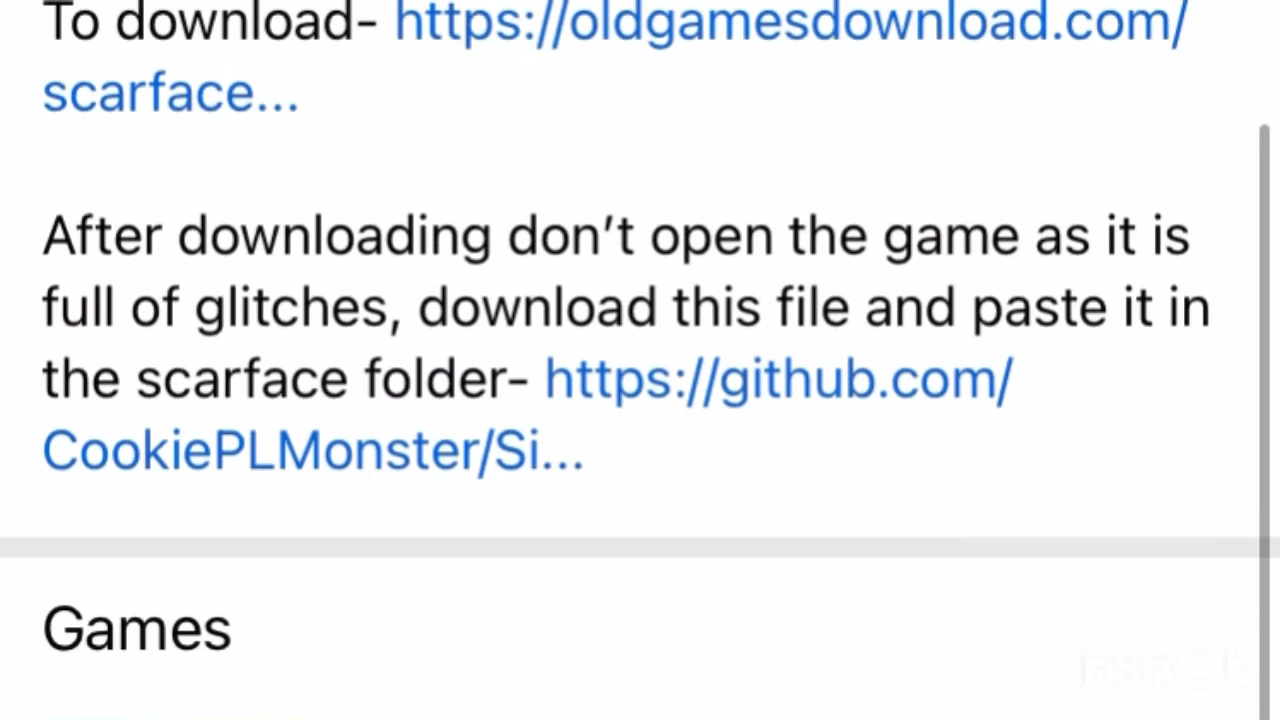 To download- https://oldgamesdownload.com/
scarface...
After downloading don’t open the game as it is
full of glitches, download this file and paste it in
the scarface folder- https://github.com/
CookiePLMonster/Si...
Games